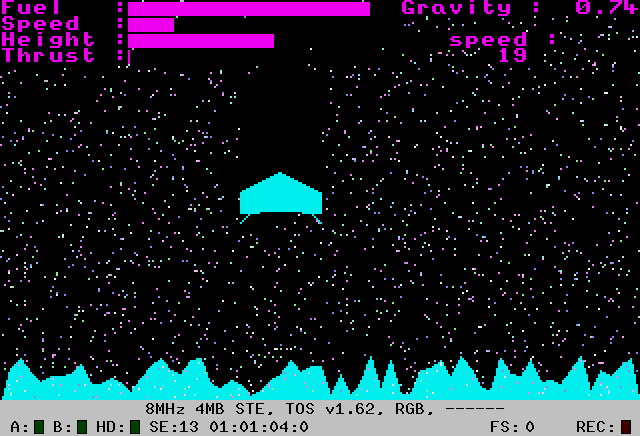 Fuel : Gravity : 0.74
Speed :
Height : speed :
Thrust : 19
8MHz 4MB STE, TOS v1.62, RGB, ------
A: B: HD: SE:13 01:01:04:0 FS: 0 REC: